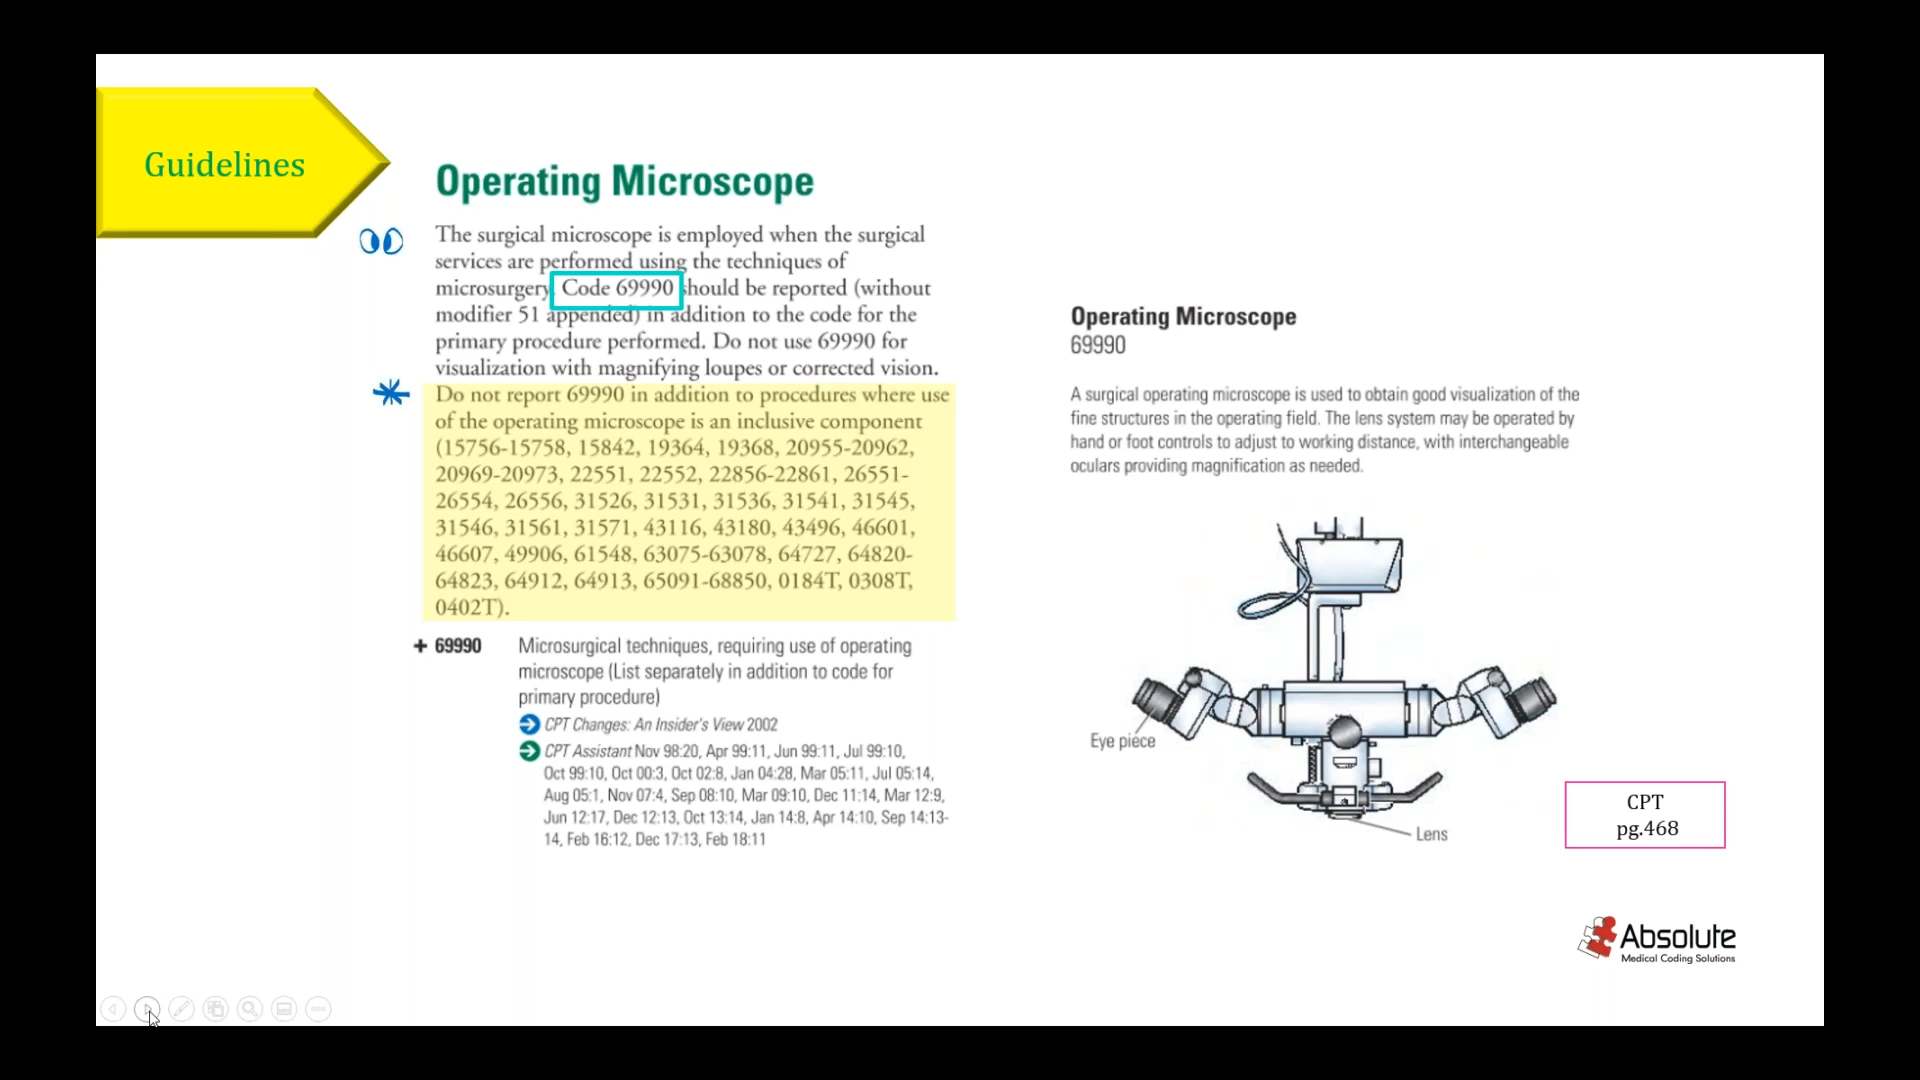 Guidelines
Operating Microscope
The surgical microscope is employed when the surgical
services are performed using the techniques of
microsurgery Code 69990 should be reported (without
modifier 51 appended) in addition to the code for the
primary procedure performed. Do not use 69990 for
visualization with magnifying loupes or corrected vision.
Do not report 69990 in addition to procedures where use
of the operating microscope is an inclusive component
(15756-15758, 15842, 19364, 19368, 20955-20962,
20969-20973, 22551, 22552, 22856-22861, 26551-
26554, 26556, 31526, 31531, 31536, 31541, 31545,
31546, 31561, 31571, 43116, 43180, 43496, 46601,
46607, 49906, 61548, 63075-63078, 64727, 64820-
64823, 64912, 64913, 65091-68850, 0184T, 0308T,
0402T).
+ 69990 Microsurgical techniques, requiring use of operating
microscope (List separately in addition to code for
primary procedure)
CPT Changes: An Insider's View 2002
CPT Assistant Nov 98:20, Apr 99:11, Jun 99:11, Jul 99:10,
Oct 99:10, Oct 00:3, Oct 02:8, Jan 04:28, Mar 05:11, Jul 05:14,
Aug 05:1, Nov 07:4, Sep 08:10, Mar 09:10, Dec 11:14, Mar 12:9,
Jun 12:17, Dec 12:13, Oct 13:14, Jan 14:8, Apr 14:10, Sep 14:13-
14, Feb 16:12, Dec 17:13, Feb 18:11
Operating Microscope
69990
A surgical operating microscope is used to obtain good visualization of the
fine structures in the operating field. The lens system may be operated by
hand or foot controls to adjust to working distance, with interchangeable
oculars providing magnification as needed.
Eye piece
Lens
CPT
pg.468
Absolute
Medical Coding Solutions